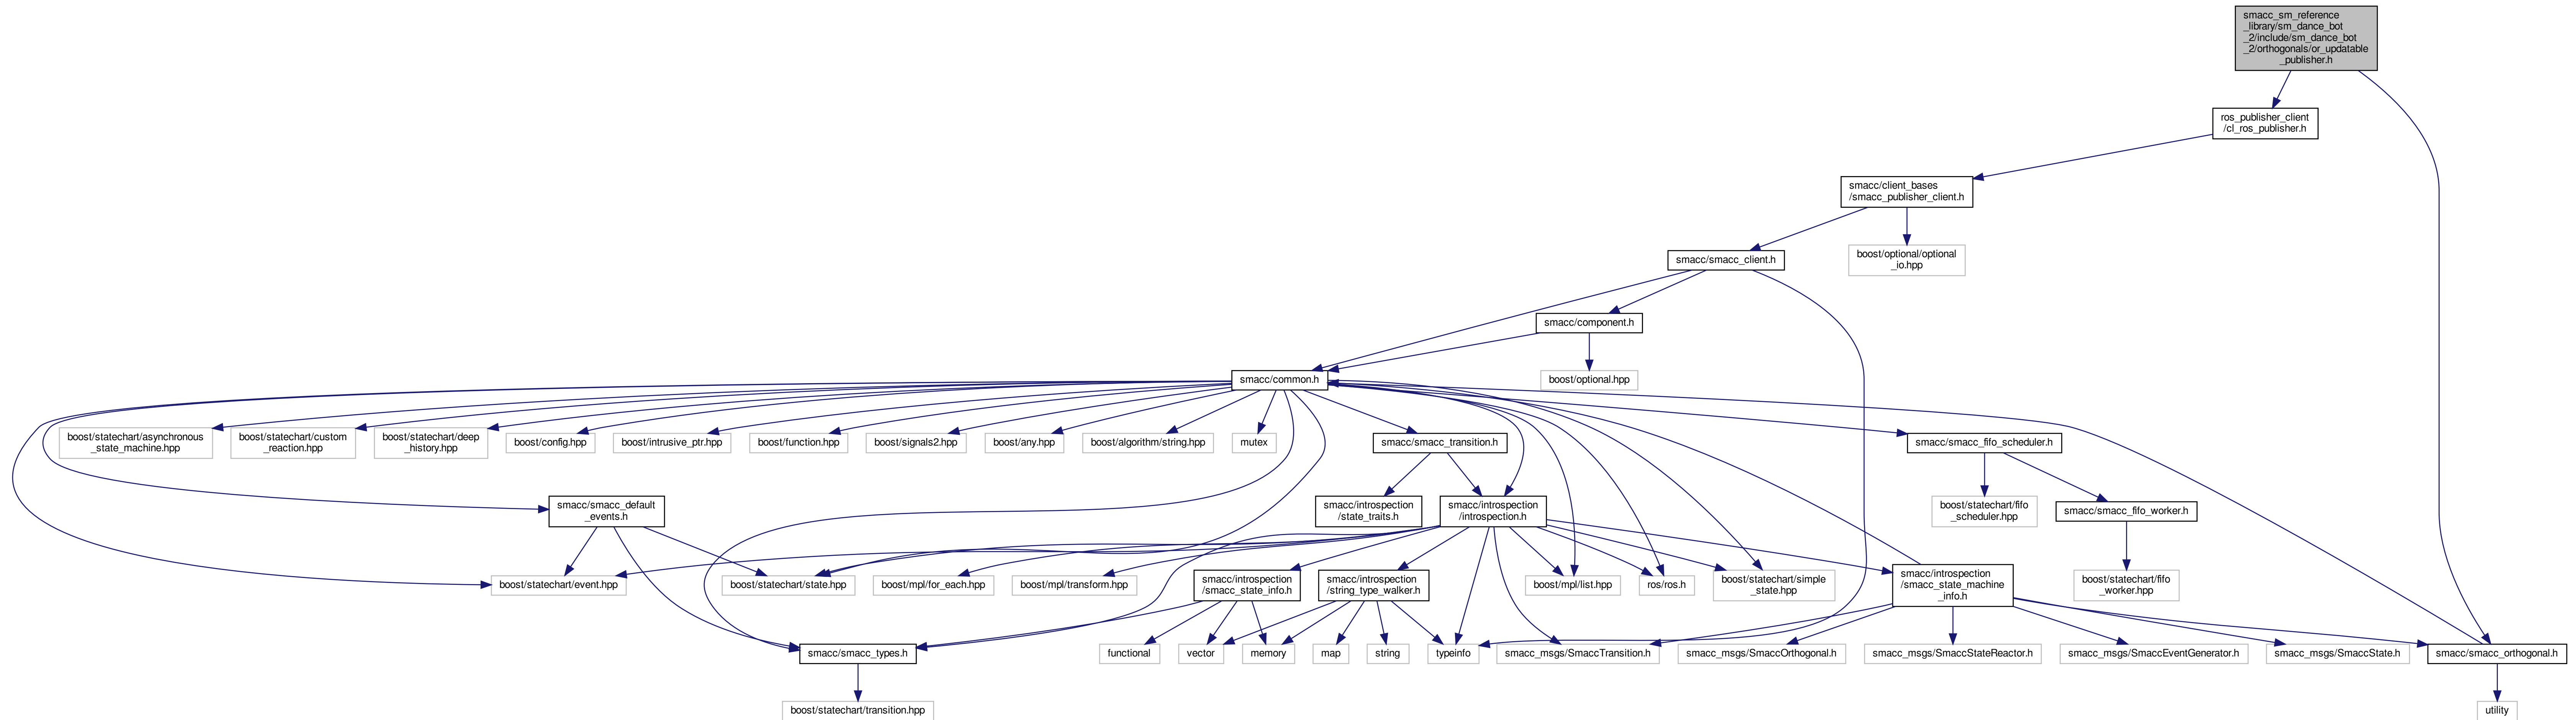 smacc_sm_reference
_library/sm_dance_bot
_2/include/sm_dance_bot
_2/orthogonals/or_updatable
_publisher.h
ros_publisher_client
/cl_ros_publisher.h
smacc/client_bases
/smacc_publisher_client.h
smacc/smacc_client.h
boost/optional/optional
_io.hpp
smacc/component.h
smacc/common.h
boost/optional.hpp
boost/statechart/asynchronous
_state_machine.hpp
boost/statechart/custom
_reaction.hpp
boost/statechart/deep
_history.hpp
boost/config.hpp
boost/intrusive_ptr.hpp
boost/function.hpp
boost/signals2.hpp
boost/any.hpp
boost/algorithm/string.hpp
mutex
smacc/smacc_transition.h
smacc/smacc_fifo_scheduler.h
smacc/smacc_default
_events.h
smacc/introspection
/state_traits.h
smacc/introspection
/introspection.h
boost/statechart/fifo
_scheduler.hpp
smacc/smacc_fifo_worker.h
boost/statechart/event.hpp
boost/statechart/state.hpp
boost/mpl/for_each.hpp
boost/mpl/transform.hpp
smacc/introspection
/smacc_state_info.h
smacc/introspection
/string_type_walker.h
boost/mpl/list.hpp
ros/ros.h
boost/statechart/simple
_state.hpp
smacc/introspection
/smacc_state_machine
_info.h
boost/statechart/fifo
_worker.hpp
smacc/smacc_types.h
functional
vector
memory
map
string
typeinfo
smacc_msgs/SmaccTransition.h
smacc_msgs/SmaccOrthogonal.h
smacc_msgs/SmaccStateReactor.h
smacc_msgs/SmaccEventGenerator.h
smacc_msgs/SmaccState.h
smacc/smacc_orthogonal.h
boost/statechart/transition.hpp
utility